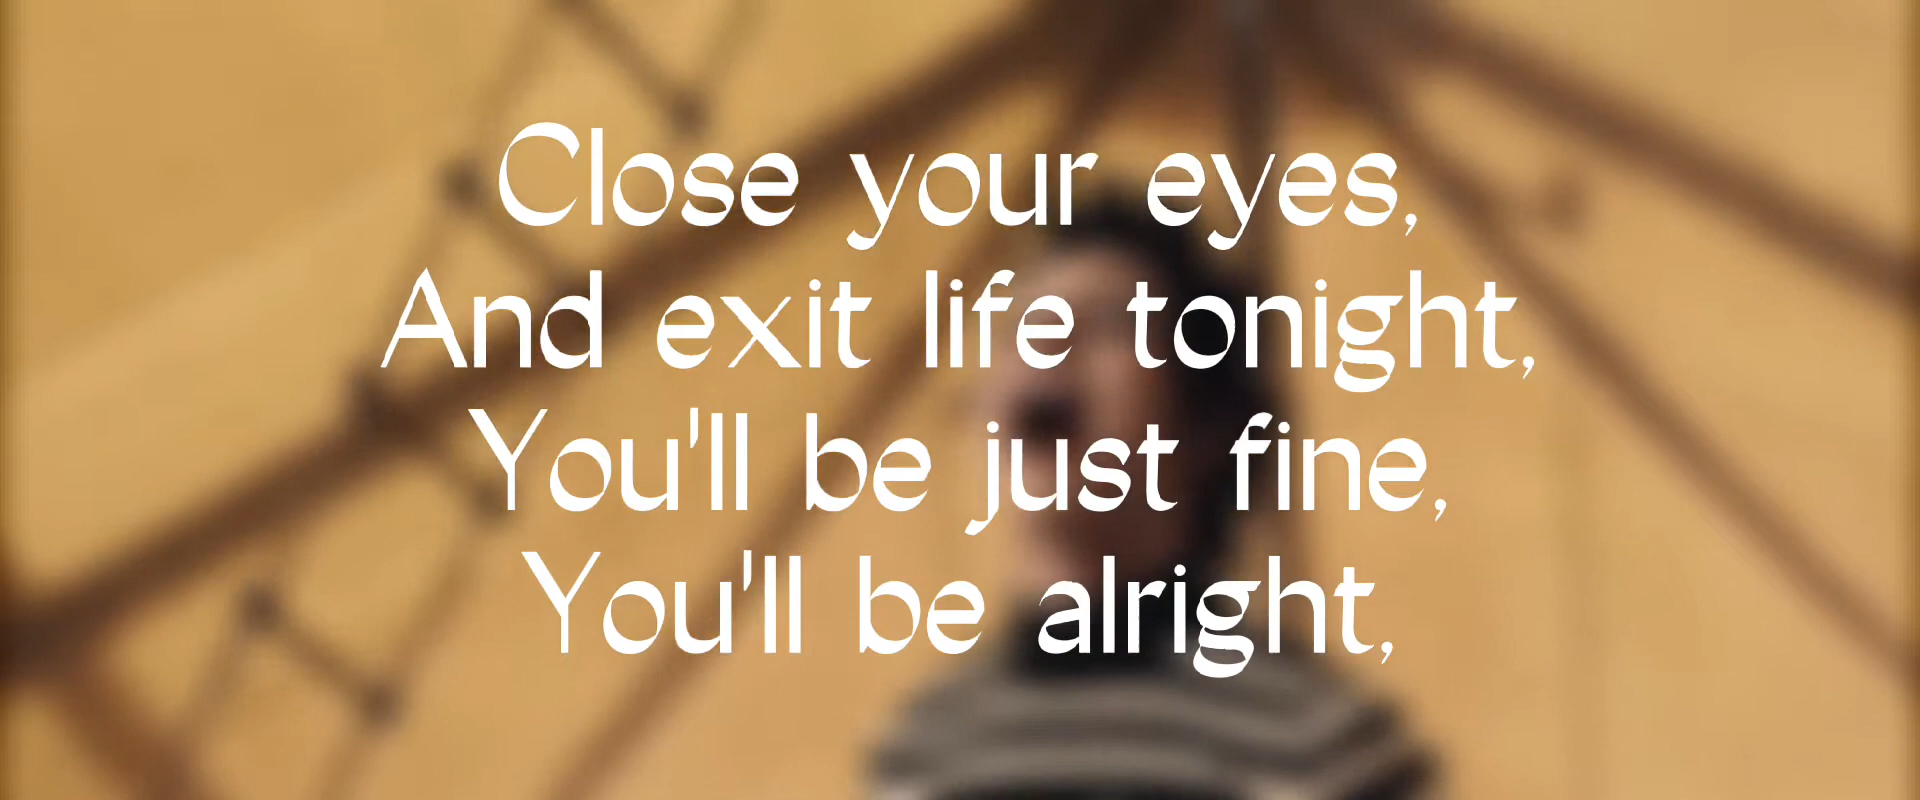 Close your eyes,
And exit life tonight,
You'll be just fine,
You'll be alright,